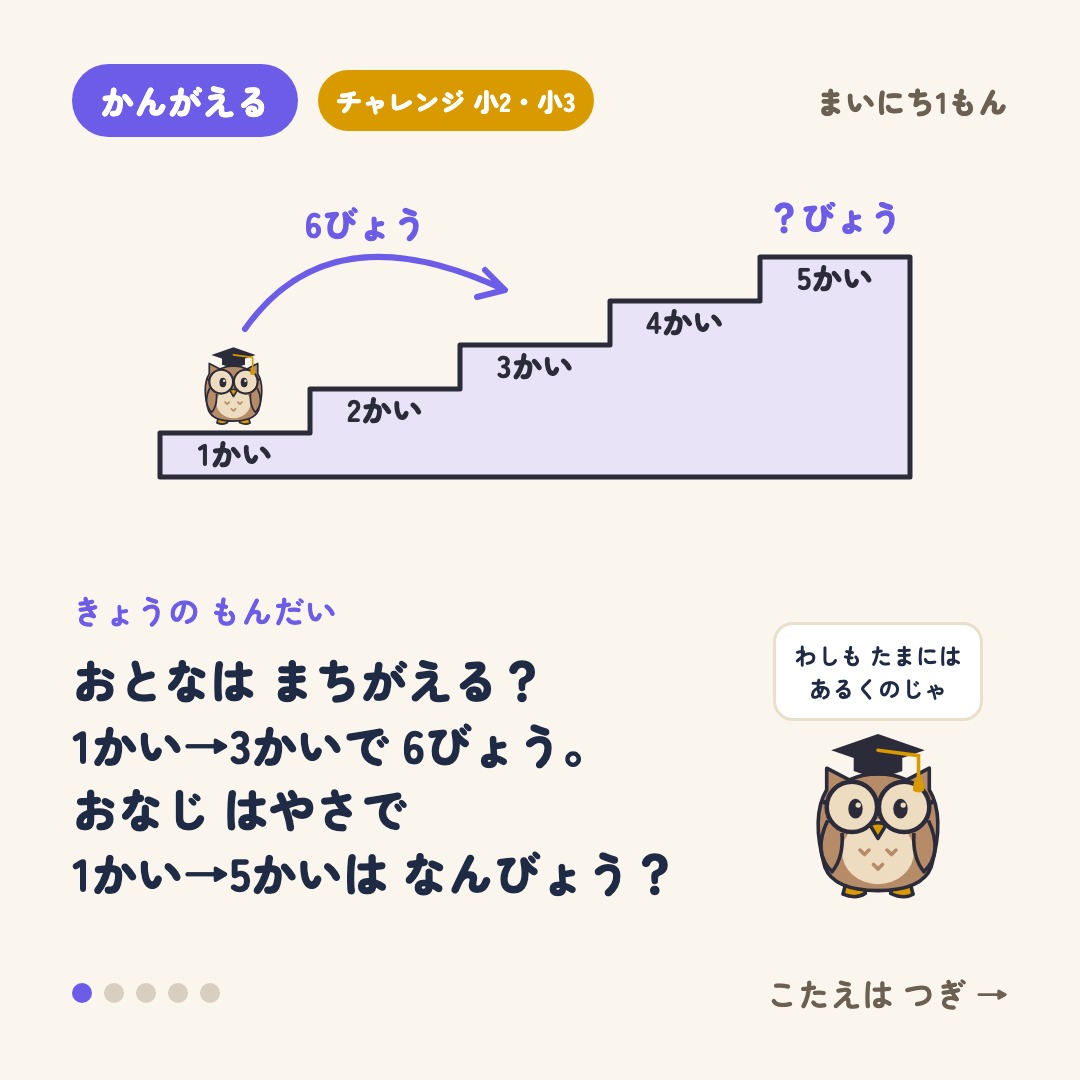 かんがえる
チャレンジ 小2・小3
まいにち1もん
6びょう
？びょう
5かい
4かい
3かい
2かい
1かい
きょうの もんだい
おとなは まちがえる？
1かい→3かいで 6びょう。
おなじ はやさで
1かい→5かいは なんびょう？
わしも たまには
あるくのじゃ
こたえは つぎ →